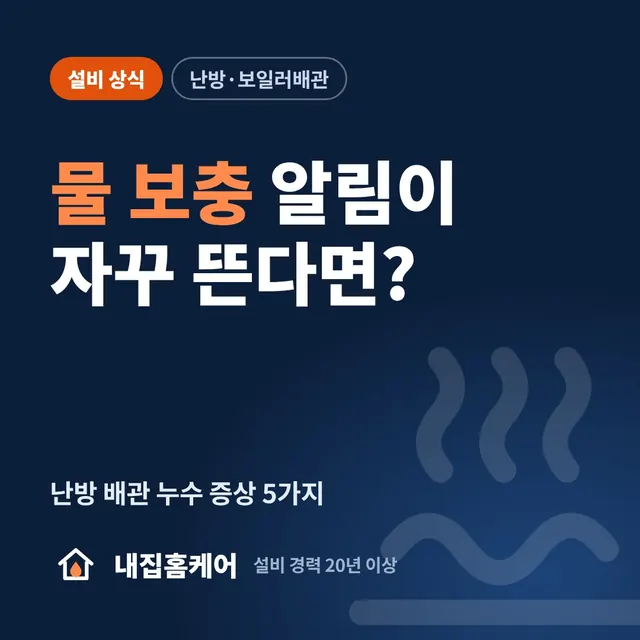 설비 상식
난방·보일러배관
물 보충 알림이
자꾸 뜬다면?
난방 배관 누수 증상 5가지
내집홈케어 설비 경력 20년 이상